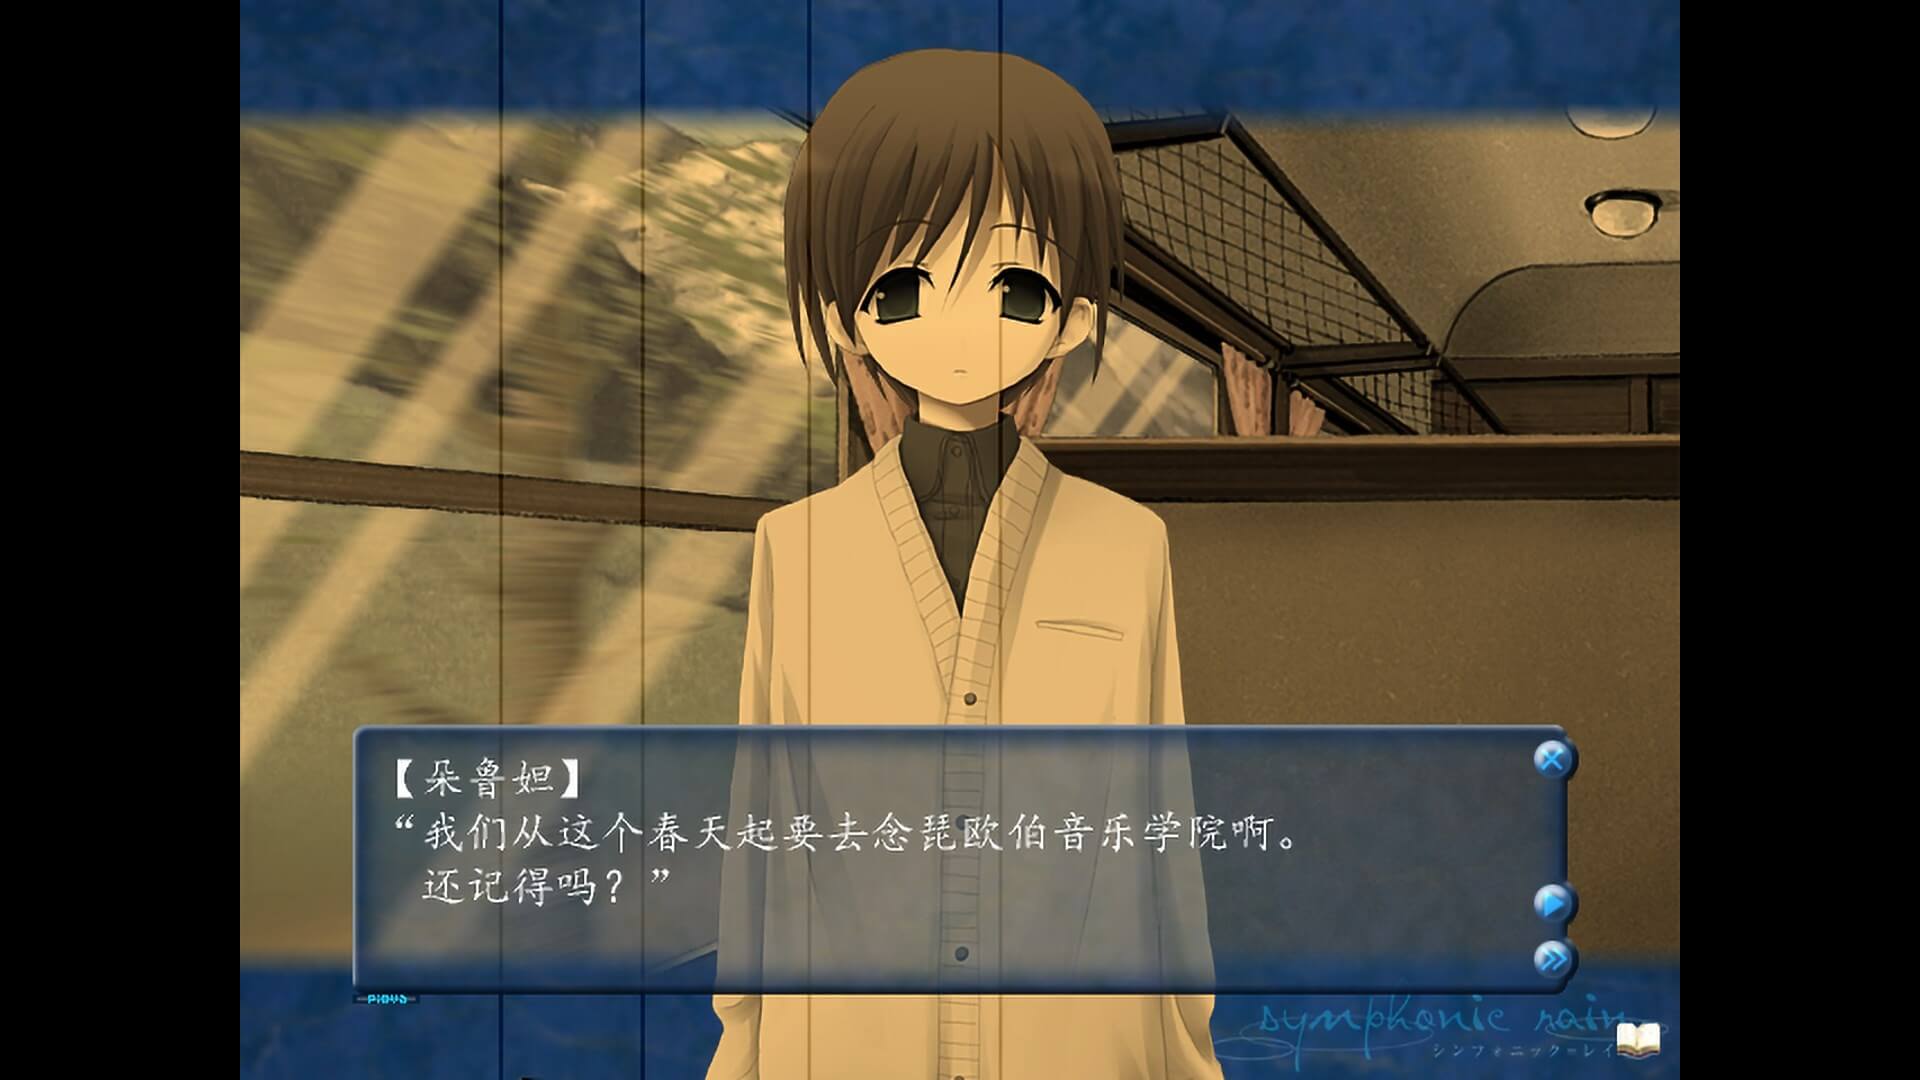 【朵鲁妲】
“我们从这个春天起要去念琵欧伯音乐学院啊。
还记得吗？”
PIOVS
symphonic rain
シンフォニック＝レイ